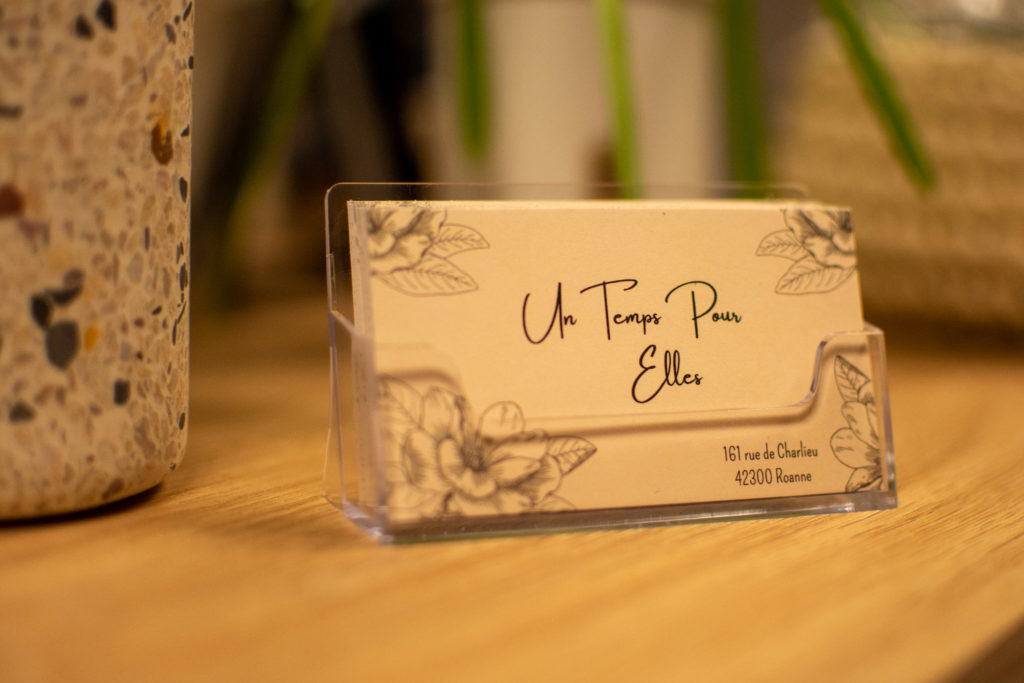 Un Temps Pour
Elles
161 rue de Charlieu
42300 Roanne